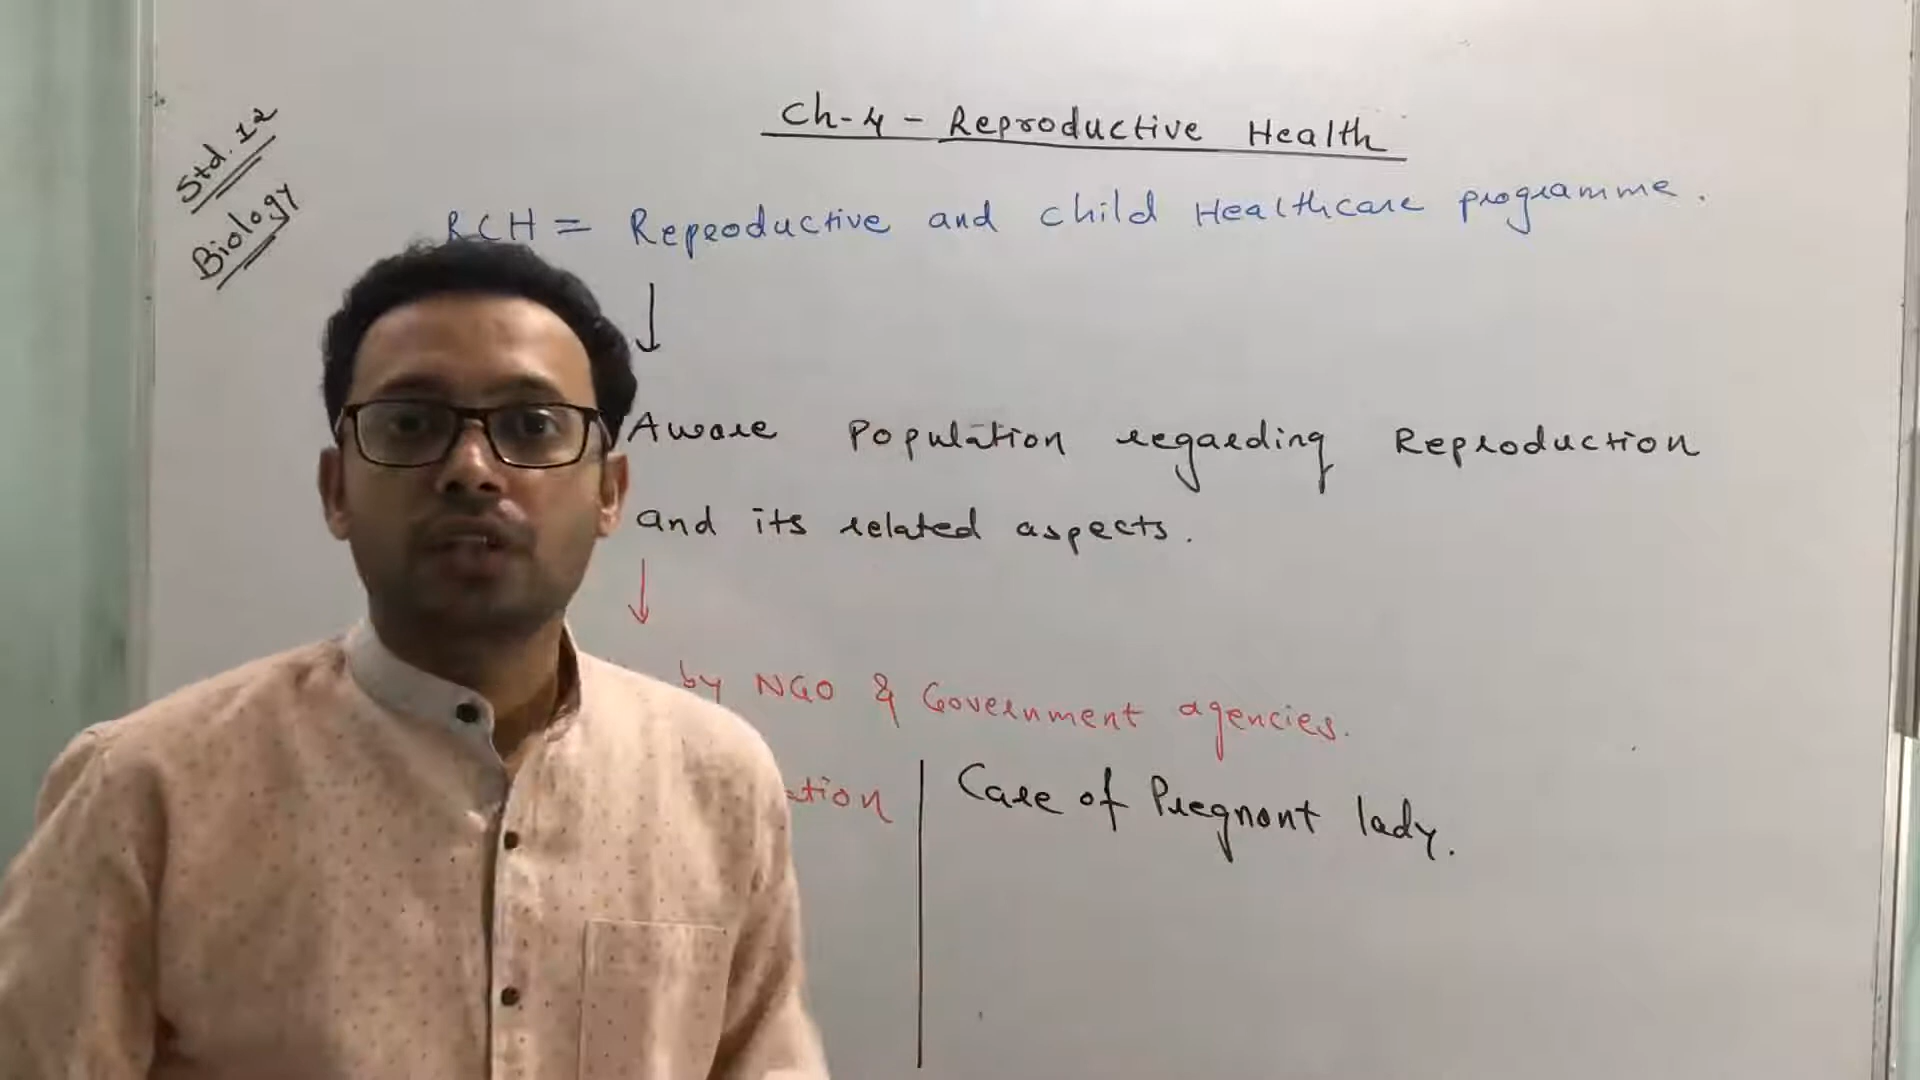 Std. 12
Biology
Ch-4 - Reproductive Health
RCH = Reproductive and child Healthcare programme.
Aware Population regarding Reproduction
and its related aspects.
by NGO & Government agencies.
Care of Pregnant lady.